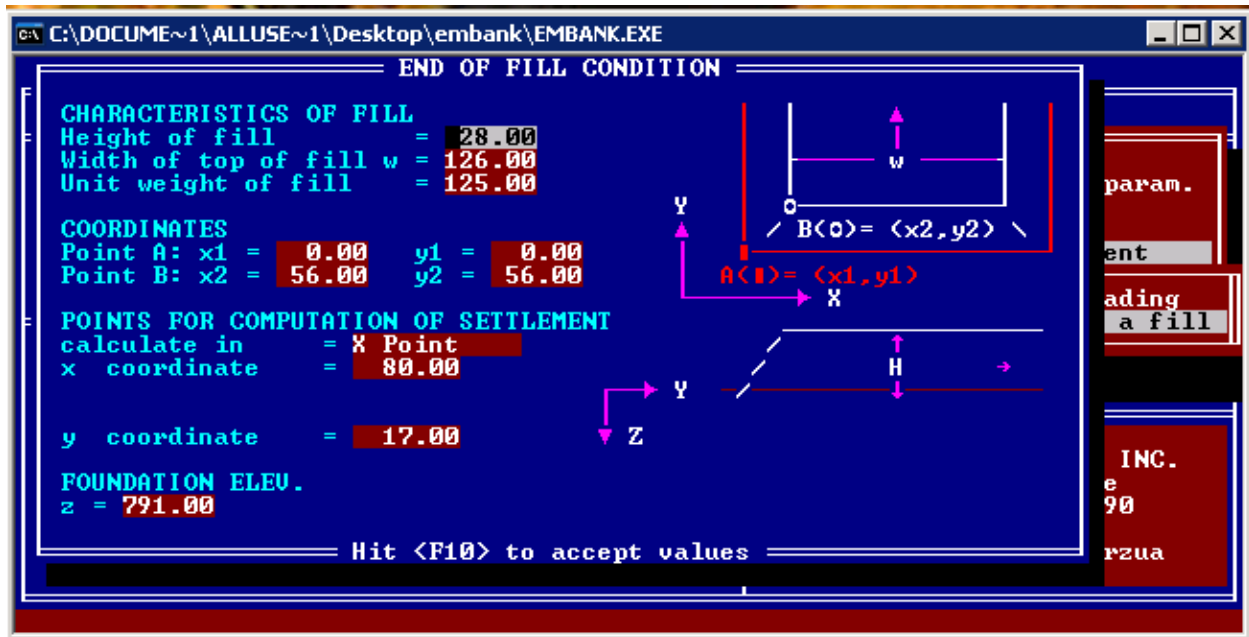 C:\DOCUME~1\ALLUSE~1\Desktop\embank\EMBANK.EXE
END OF FILL CONDITION
CHARACTERISTICS OF FILL
Height of fill = 28.00
Width of top of fill w = 126.00
Unit weight of fill = 125.00
COORDINATES
Point A: x1 = 0.00 y1 = 0.00
Point B: x2 = 56.00 y2 = 56.00
POINTS FOR COMPUTATION OF SETTLEMENT
calculate in = X Point
x coordinate = 80.00
y coordinate = 17.00
FOUNDATION ELEV.
z = 791.00
Hit <F10> to accept values
w
Y
B(o)= (x2,y2)
A(▮)= (x1,y1)
X
H
Y
Z
param.
ent
ading
a fill
INC.
e
90
rzua